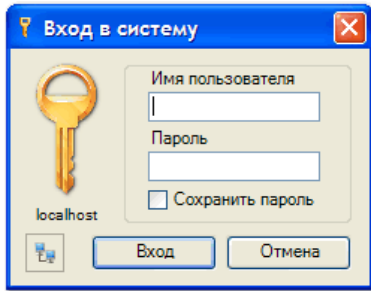 Вход в систему
Имя пользователя
Пароль
Сохранить пароль
localhost
Вход
Отмена